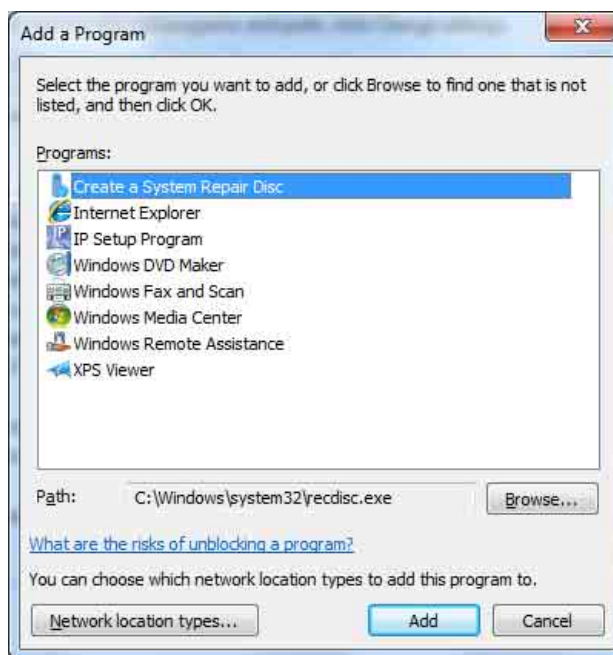 Add a Program
Select the program you want to add, or click Browse to find one that is not
listed, and then click OK.
Programs:
Create a System Repair Disc
Internet Explorer
IP Setup Program
Windows DVD Maker
Windows Fax and Scan
Windows Media Center
Windows Remote Assistance
XPS Viewer
Path: C:\Windows\system32\recdisc.exe Browse...
What are the risks of unblocking a program?
You can choose which network location types to add this program to.
Network location types... Add Cancel